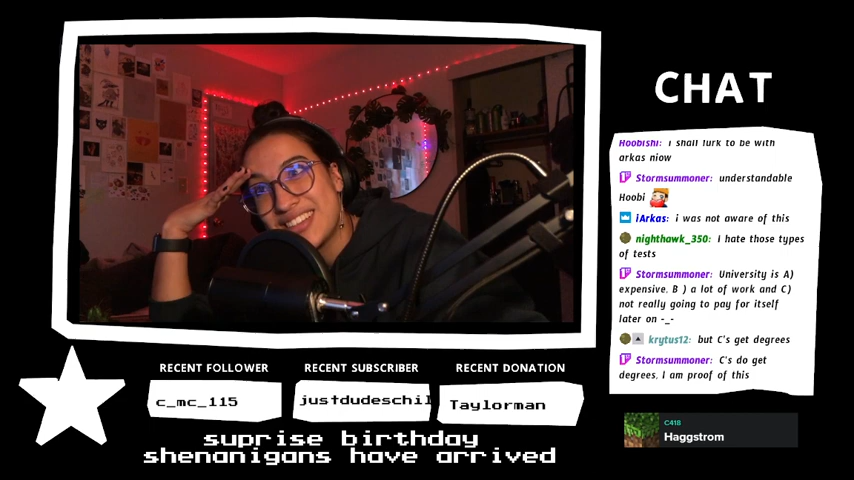 CHAT
Hoobishi: i shall lurk to be with
arkas niow
Stormsummoner: understandable
Hoobi
iArkas: i was not aware of this
nighthawk_350: I hate those types
of tests
Stormsummoner: University is A)
expensive, B ) a lot of work and C)
not really going to pay for itself
later on -_-
krytus12: but C's get degrees
Stormsummoner: C's do get
degrees, I am proof of this
RECENT FOLLOWER
c_mc_115
RECENT SUBSCRIBER
justdudeschil
RECENT DONATION
Taylorman
suprise birthday
shenanigans have arrived
C418
Haggstrom